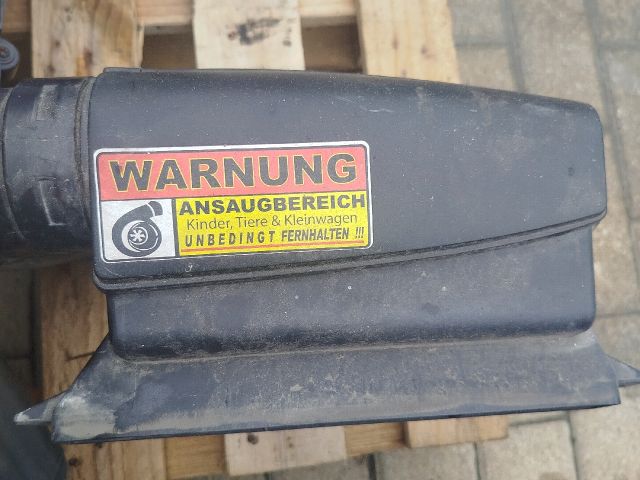 WARNUNG
ANSAUGBEREICH
Kinder, Tiere & Kleinwagen
UNBEDINGT FERNHALTEN !!!